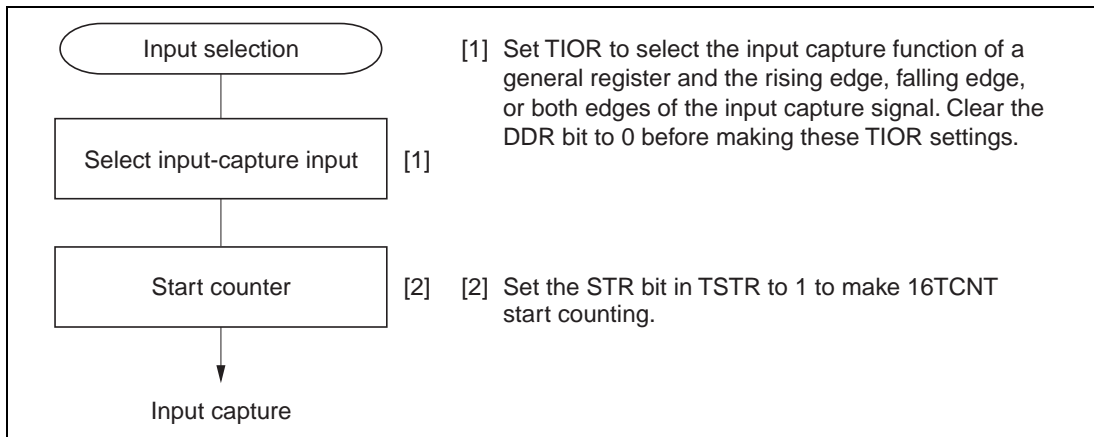 Input selection
[1] Set TIOR to select the input capture function of a
general register and the rising edge, falling edge,
or both edges of the input capture signal. Clear the
DDR bit to 0 before making these TIOR settings.
Select input-capture input [1]
Start counter [2]
[2] Set the STR bit in TSTR to 1 to make 16TCNT
start counting.
Input capture